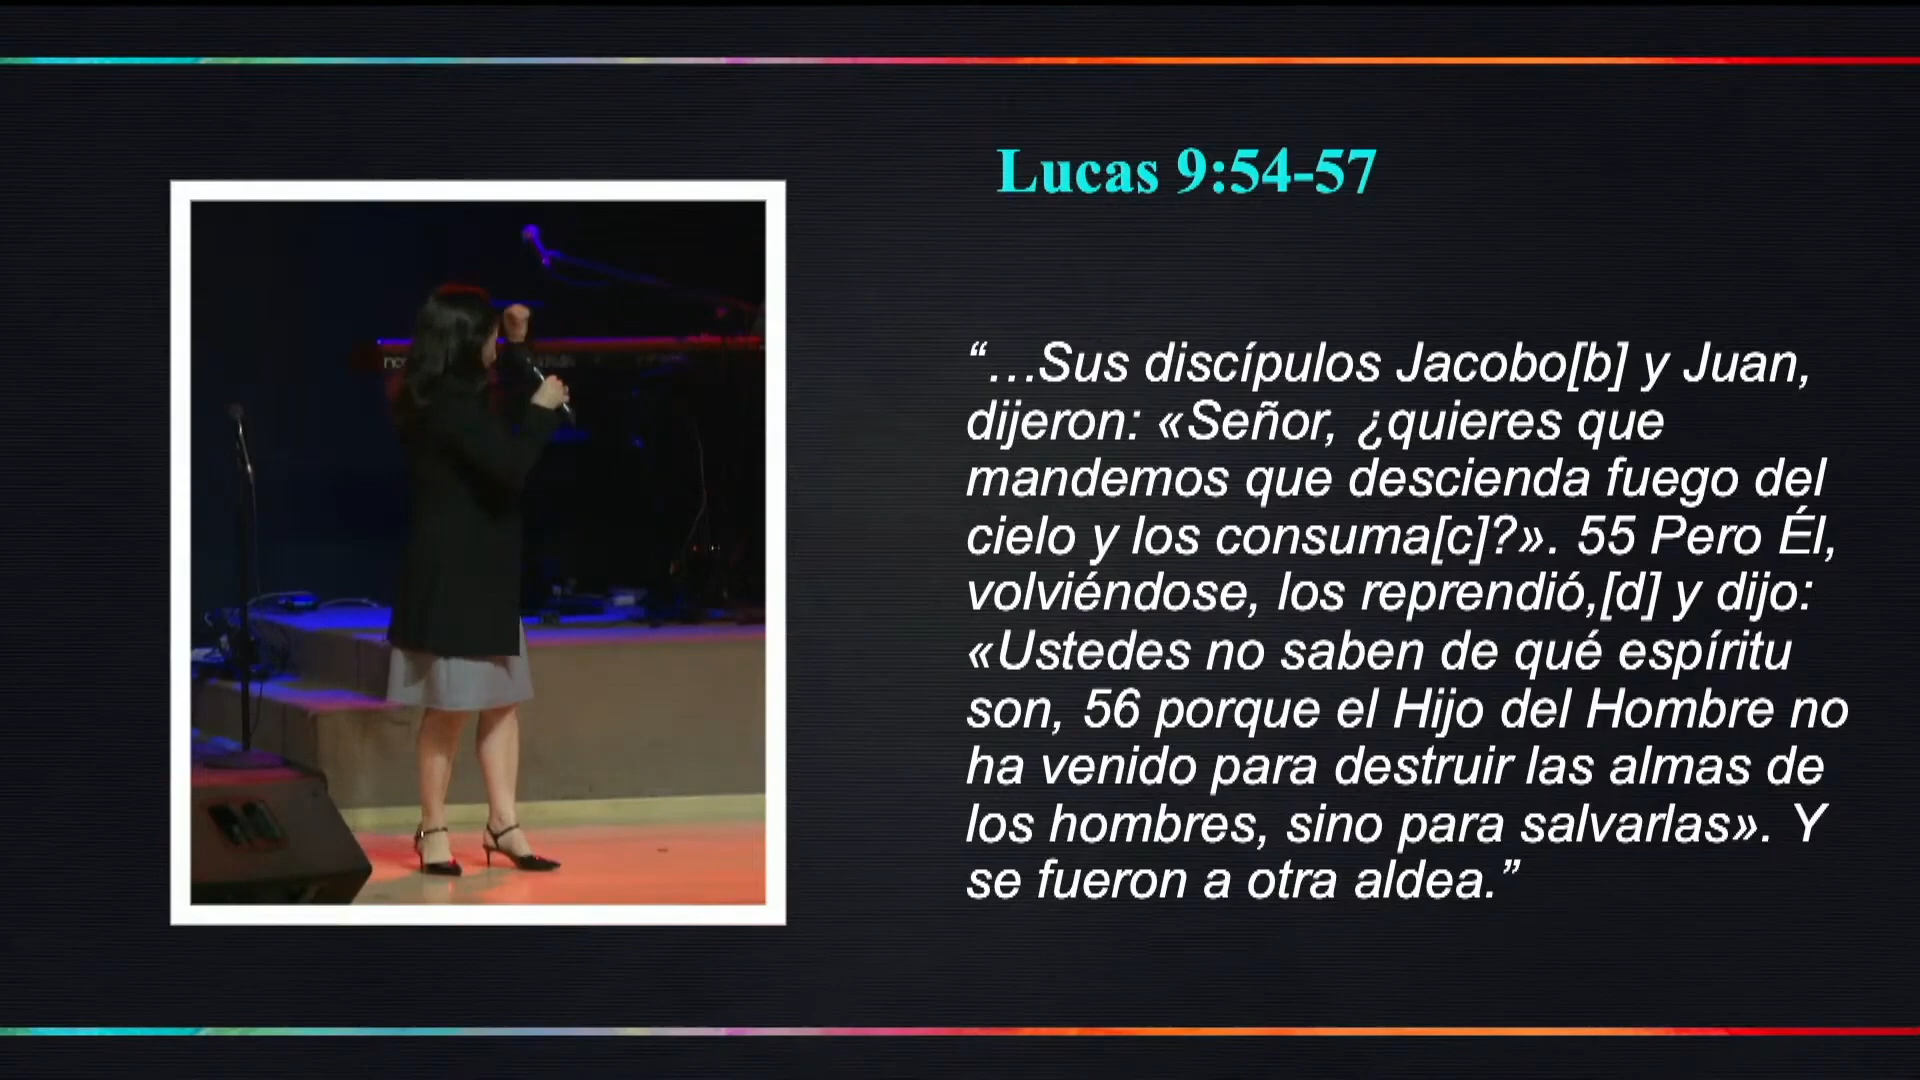 Lucas 9:54-57
“…Sus discípulos Jacobo[b] y Juan,
dijeron: «Señor, ¿quieres que
mandemos que descienda fuego del
cielo y los consuma[c]?». 55 Pero Él,
volviéndose, los reprendió,[d] y dijo:
«Ustedes no saben de qué espíritu
son, 56 porque el Hijo del Hombre no
ha venido para destruir las almas de
los hombres, sino para salvarlas». Y
se fueron a otra aldea.”